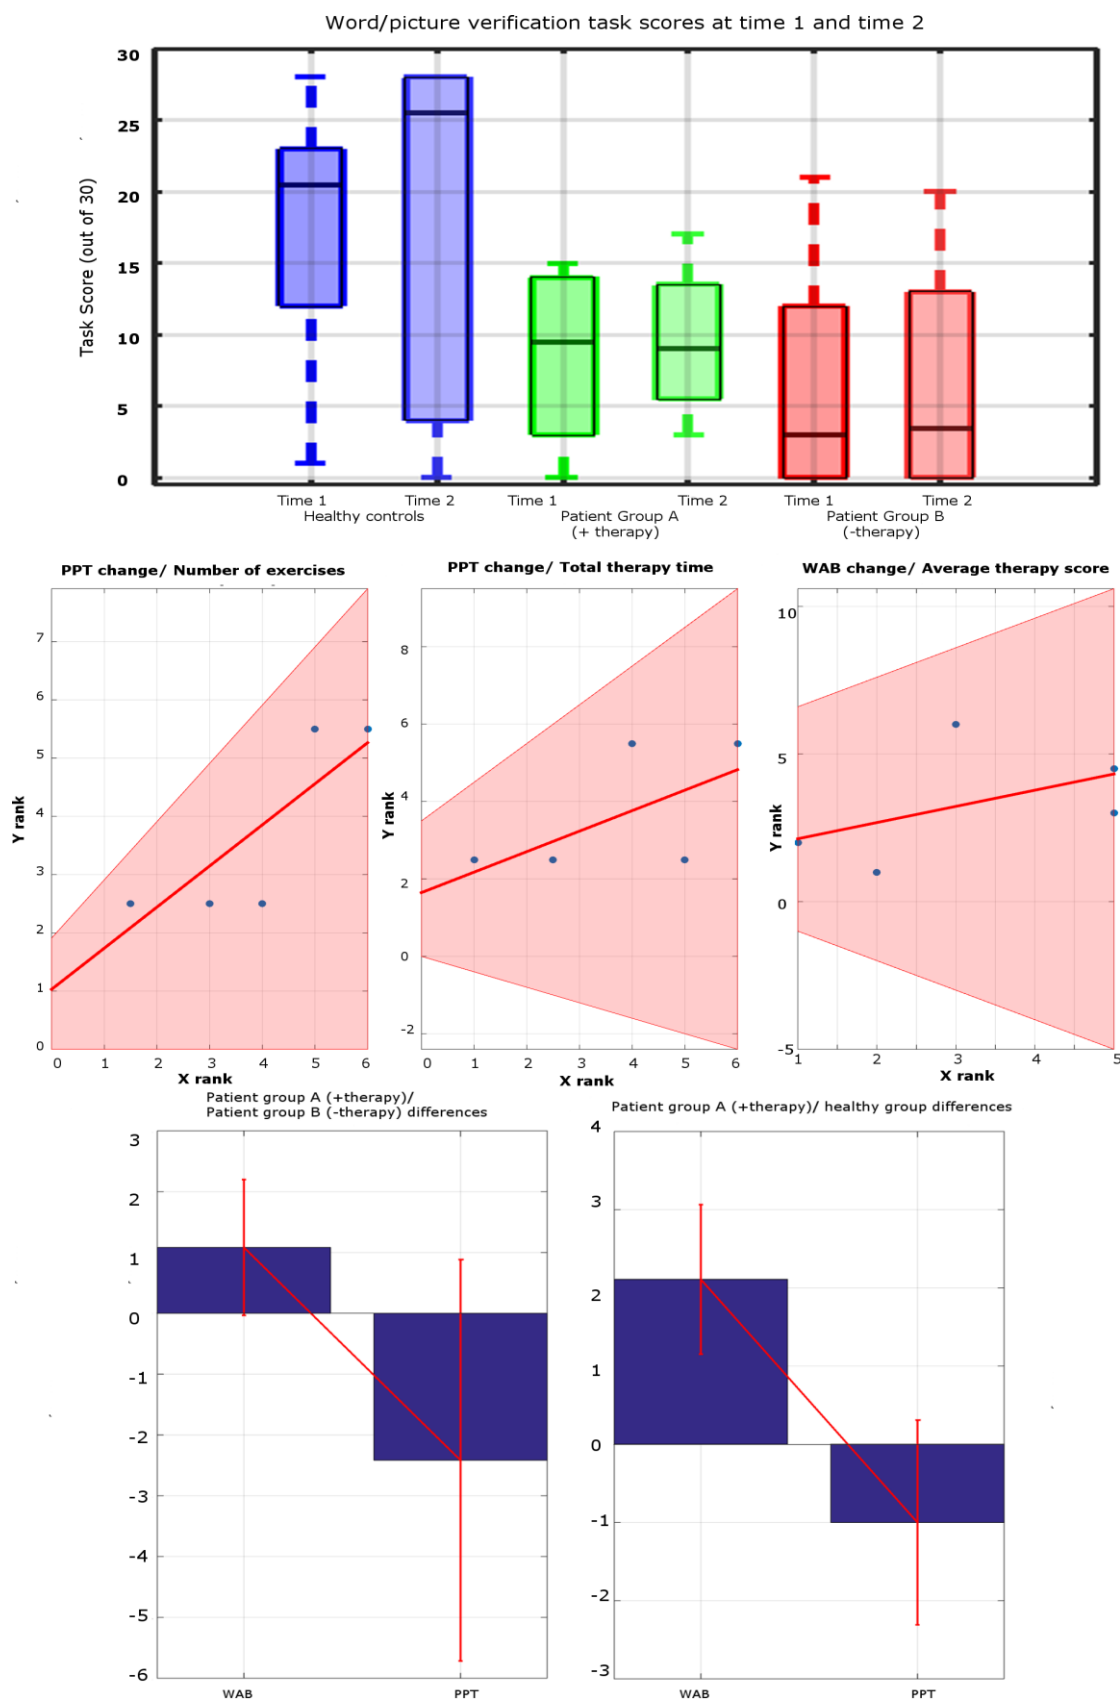 Word/picture verification task scores at time 1 and time 2
30
25
20
15
10
5
0
Task Score (out of 30)
Time 1 Time 2 Time 1 Time 2 Time 1 Time 2
Healthy controls Patient Group A Patient Group B
(+ therapy) (-therapy)
PPT change/ Number of exercises
7
6
5
4
3
2
1
0
Y rank
0 1 2 3 4 5 6
X rank
PPT change/ Total therapy time
8
6
4
2
0
-2
Y rank
0 1 2 3 4 5 6
X rank
WAB change/ Average therapy score
10
5
0
-5
Y rank
1 2 3 4 5
X rank
Patient group A (+therapy)/
Patient group B (-therapy) differences
3
2
1
0
-1
-2
-3
-4
-5
-6
WAB PPT
Patient group A (+therapy)/ healthy group differences
4
3
2
1
0
-1
-2
-3
WAB PPT